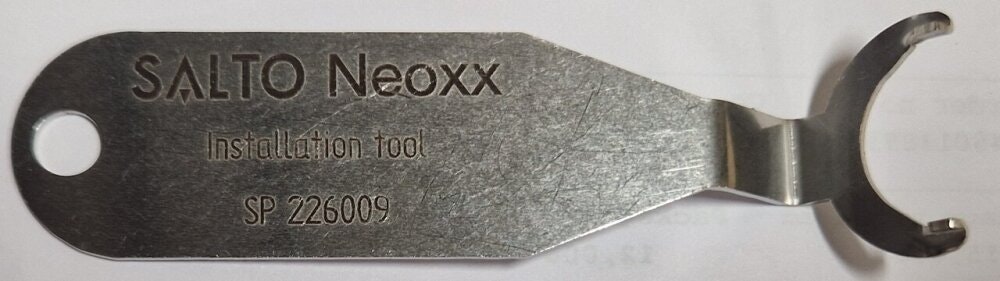 SALTO Neoxx
Installation tool
SP 226009